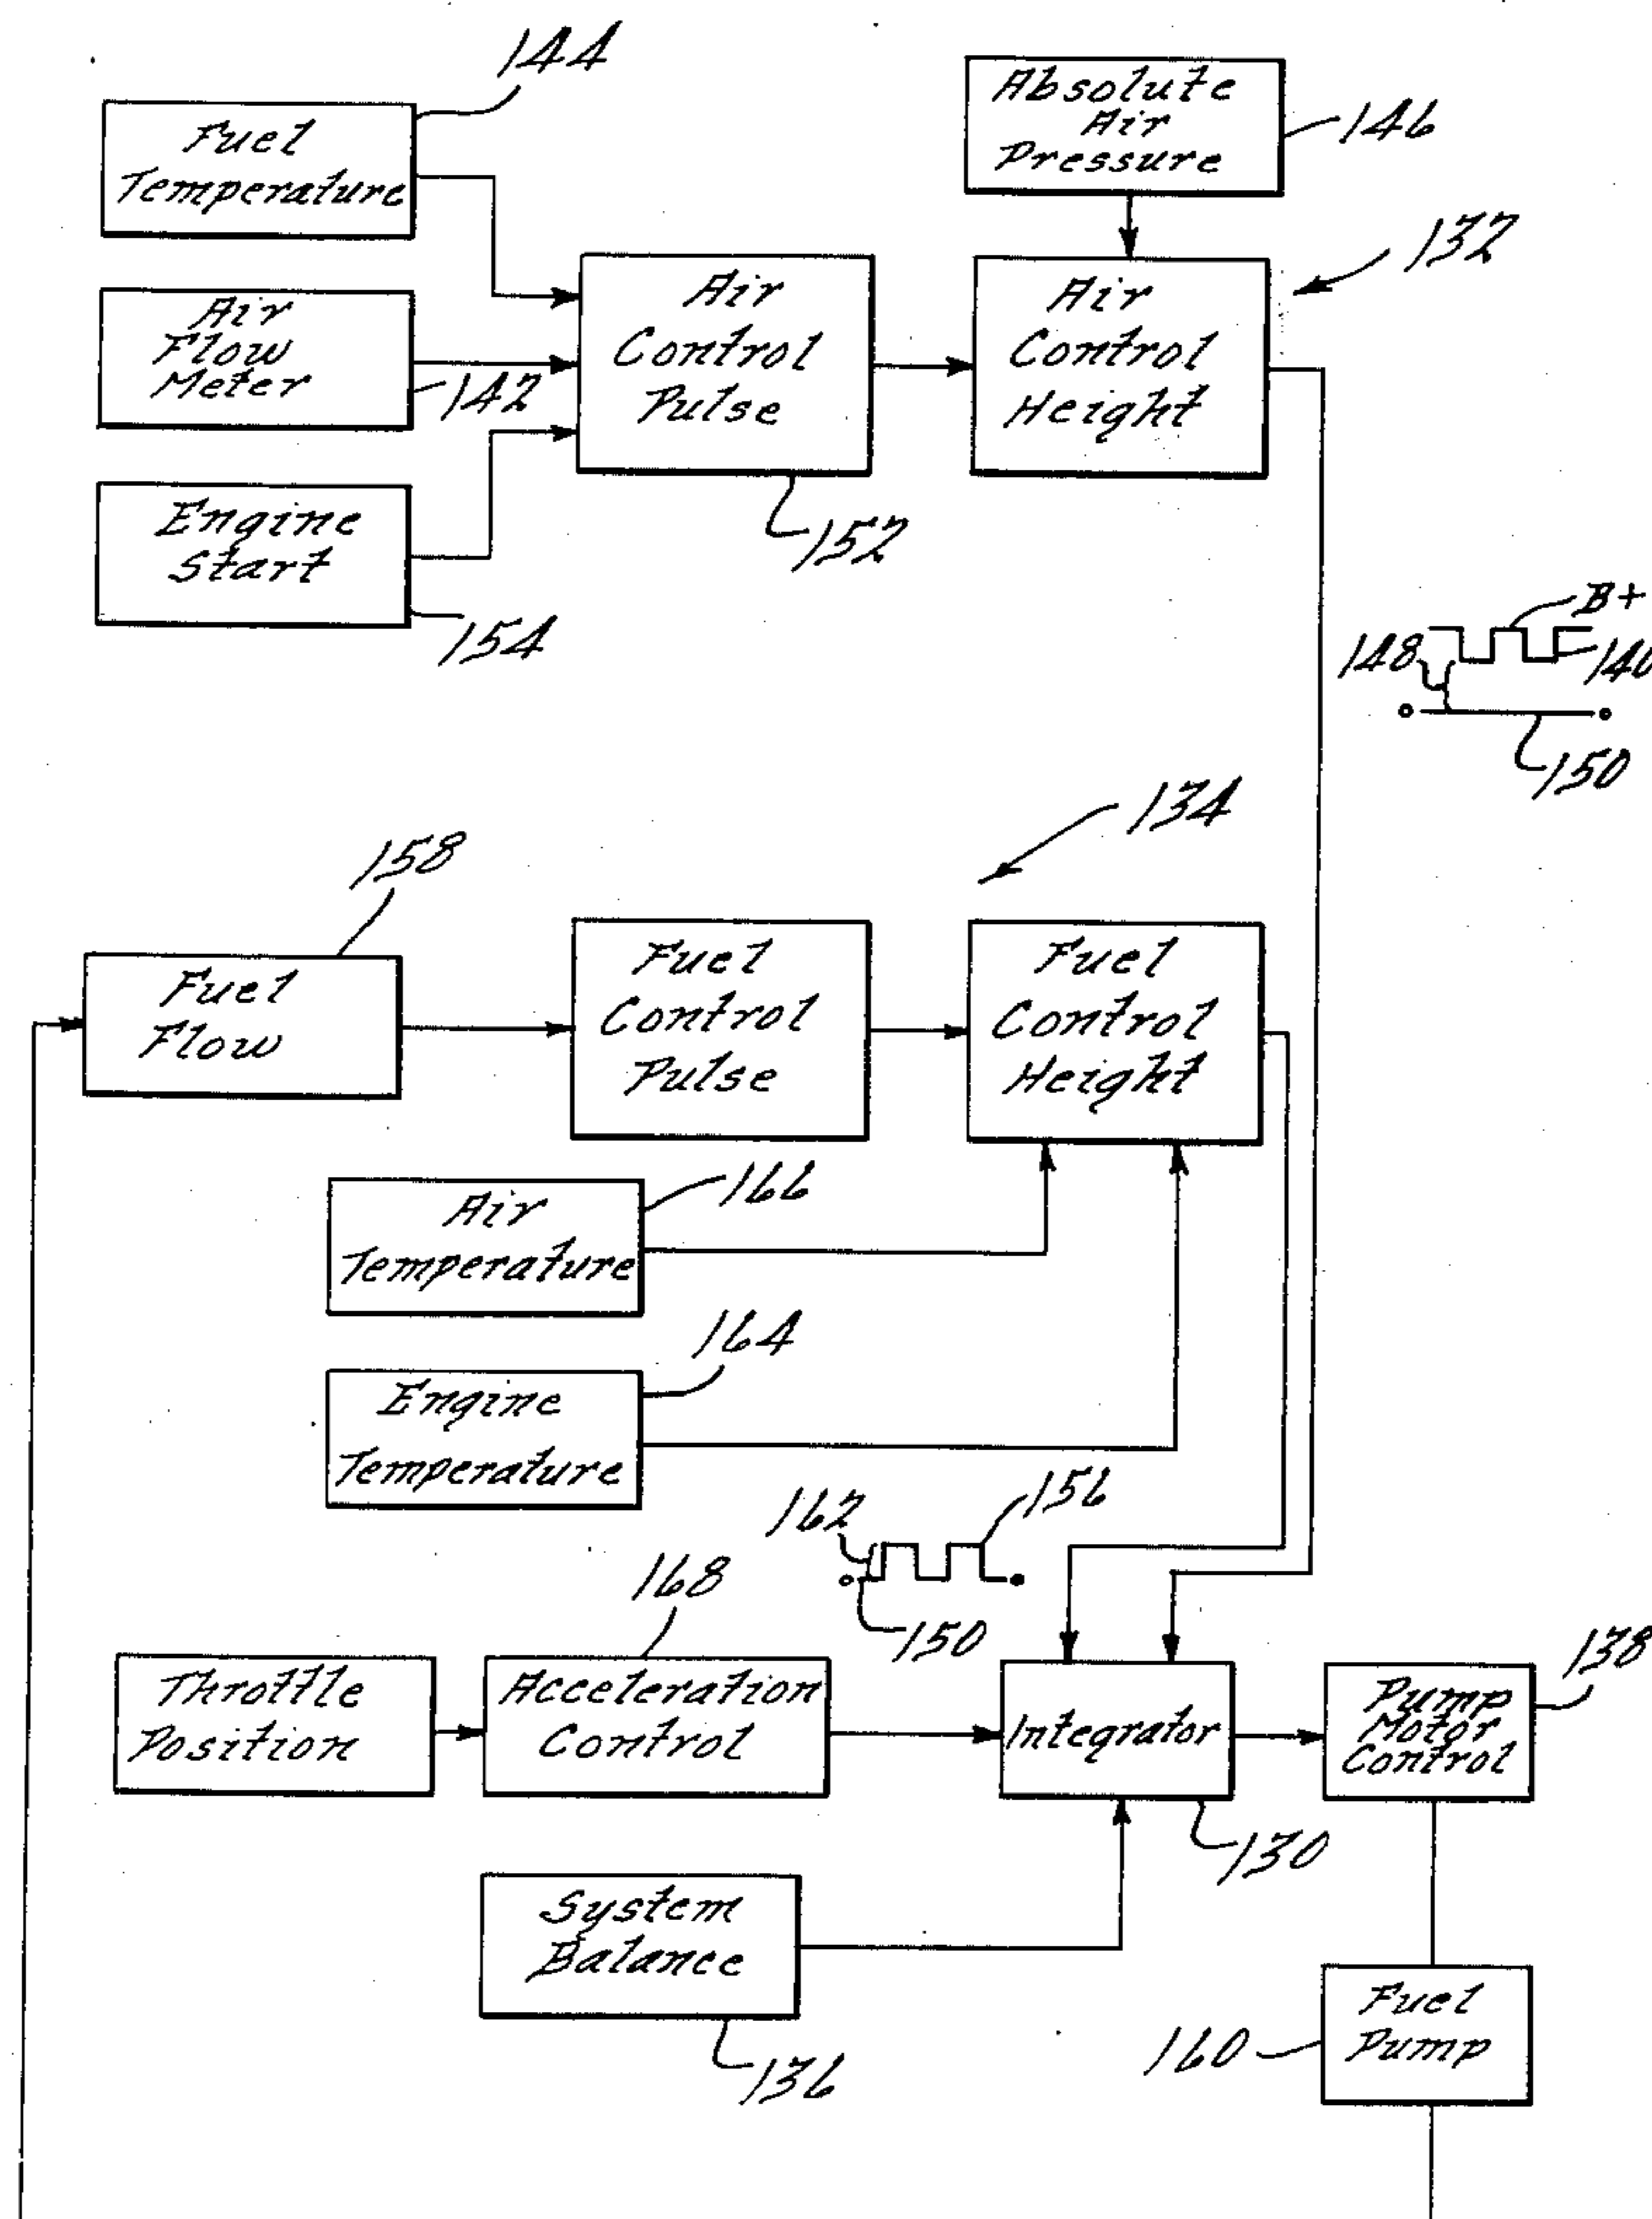 144
Fuel
Temperature
Absolute
Air
Pressure
146
132
Air
Flow
Meter
142
Air
Control
Pulse
Air
Control
Height
Engine
Start
152
154
B+
148
150
134
158
Fuel
Flow
Fuel
Control
Pulse
Fuel
Control
Height
166
Air
Temperature
164
Engine
Temperature
162
156
168
150
138
Throttle
Position
Acceleration
Control
Integrator
Pump
Motor
Control
130
System
Balance
136
Fuel
Pump
160